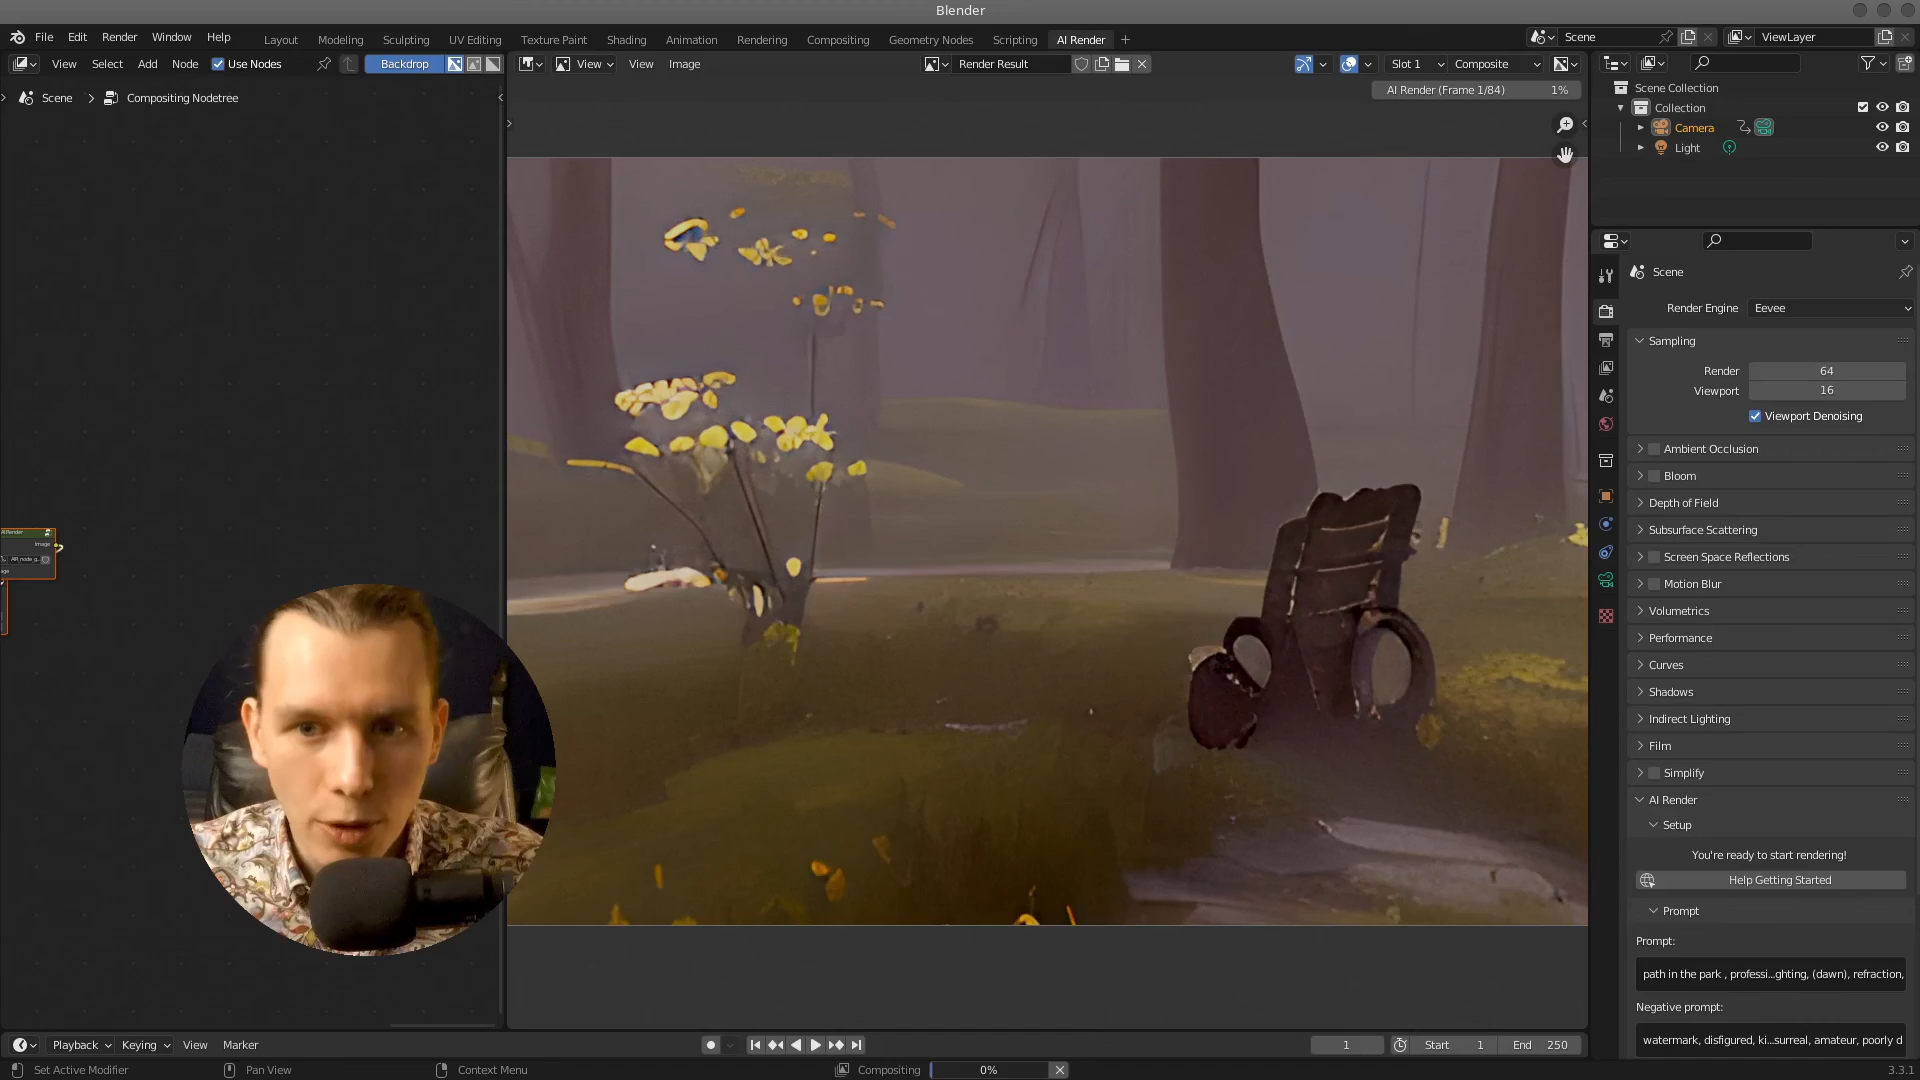 Blender
File Edit Render Window Help
Layout Modeling Sculpting UV Editing Texture Paint Shading Animation Rendering Compositing Geometry Nodes Scripting AI Render
Scene
ViewLayer
View Select Add Node Use Nodes Backdrop
View View Image Render Result Slot 1 Composite
Scene Compositing Nodetree
AI Render (Frame 1/84) 1%
Scene Collection
Collection
Camera
Light
Scene
Render Engine Eevee
Sampling
Render 64
Viewport 16
Viewport Denoising
Ambient Occlusion
Bloom
Depth of Field
Subsurface Scattering
Screen Space Reflections
Motion Blur
Volumetrics
Performance
Curves
Shadows
Indirect Lighting
Film
Simplify
AI Render
Setup
You're ready to start rendering!
Help Getting Started
Prompt
Prompt:
path in the park , professi...ghting, (dawn), refraction,
Negative prompt:
watermark, disfigured, ki...surreal, amateur, poorly d
AI Render
Image
Playback Keying View Marker
1 Start 1 End 250
Set Active Modifier Pan View Context Menu Compositing 0% 3.3.1